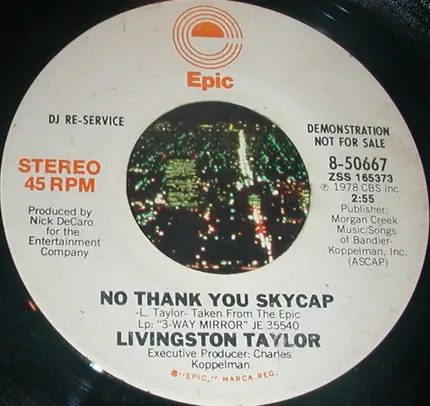 Epic
DJ RE-SERVICE
DEMONSTRATION
NOT FOR SALE
STEREO
45 RPM
8-50667
ZSS 165373
℗ 1978 CBS Inc.
2:55
Produced by
Nick DeCaro
for the
Entertainment
Company
Publisher:
Morgan Creek
Music/Songs
of Bandier-
Koppelman, Inc.
(ASCAP)
NO THANK YOU SKYCAP
-L. Taylor- Taken From The Epic
Lp: "3-WAY MIRROR" JE 35540
LIVINGSTON TAYLOR
Executive Producer: Charles
Koppelman
®"EPIC," MARCA REG.